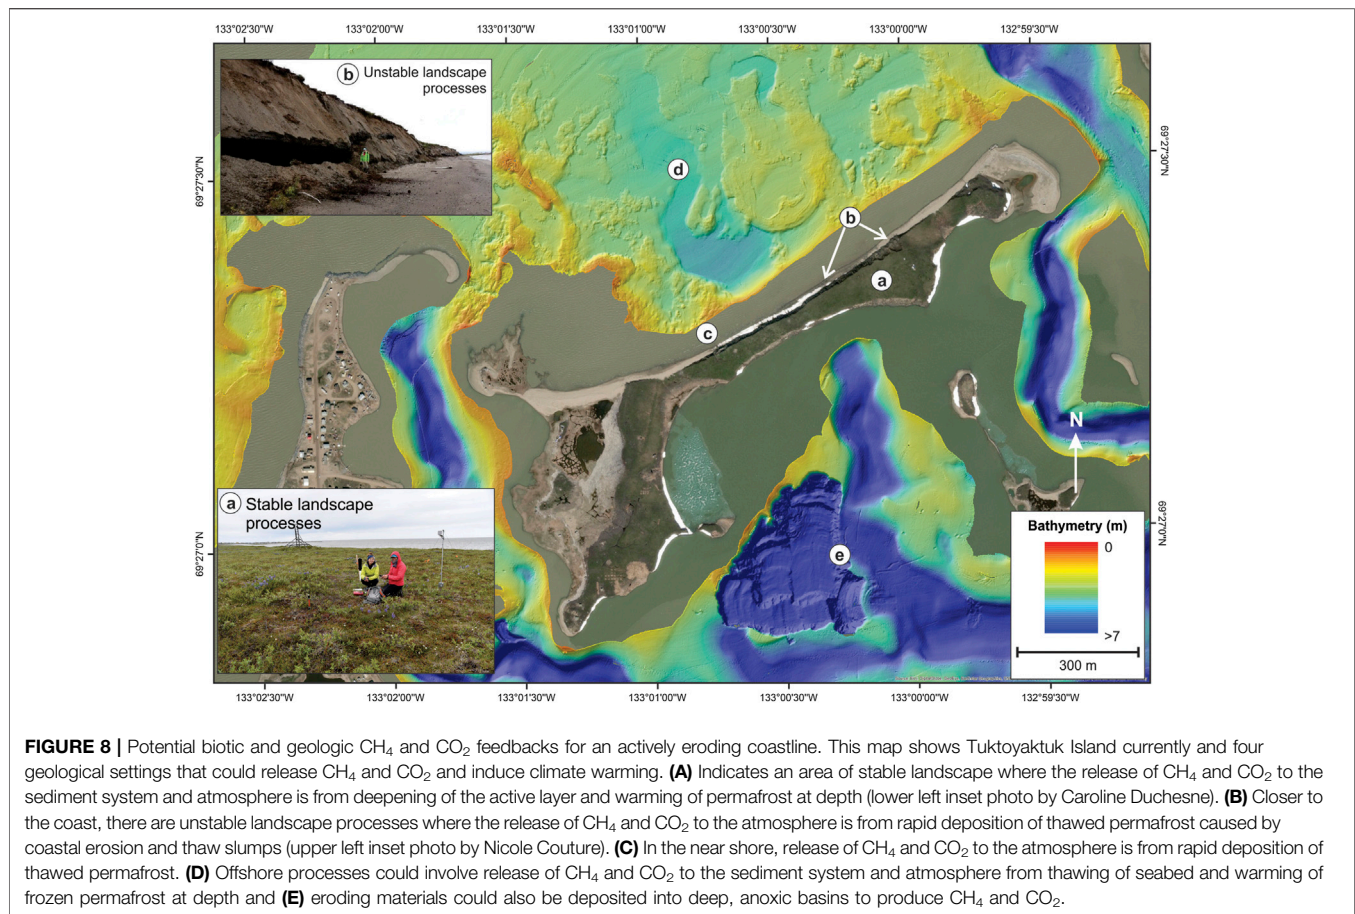 133°02'30"W 133°02'00"W 133°01'30"W 133°01'00"W 133°00'30"W 133°00'00"W 132°59'30"W
b Unstable landscape
processes
69°27'30"N
69°27'30"N
d
b
a
c
N
a Stable landscape
processes
69°27'0"N
69°27'0"N
e
Bathymetry (m)
0
>7
300 m
133°02'30"W 133°02'00"W 133°01'30"W 133°01'00"W 133°00'30"W 133°00'00"W 132°59'30"W
FIGURE 8 | Potential biotic and geologic CH₄ and CO₂ feedbacks for an actively eroding coastline. This map shows Tuktoyaktuk Island currently and four
geological settings that could release CH₄ and CO₂ and induce climate warming. (A) Indicates an area of stable landscape where the release of CH₄ and CO₂ to the
sediment system and atmosphere is from deepening of the active layer and warming of permafrost at depth (lower left inset photo by Caroline Duchesne). (B) Closer to
the coast, there are unstable landscape processes where the release of CH₄ and CO₂ to the atmosphere is from rapid deposition of thawed permafrost caused by
coastal erosion and thaw slumps (upper left inset photo by Nicole Couture). (C) In the near shore, release of CH₄ and CO₂ to the atmosphere is from rapid deposition of
thawed permafrost. (D) Offshore processes could involve release of CH₄ and CO₂ to the sediment system and atmosphere from thawing of seabed and warming of
frozen permafrost at depth and (E) eroding materials could also be deposited into deep, anoxic basins to produce CH₄ and CO₂.